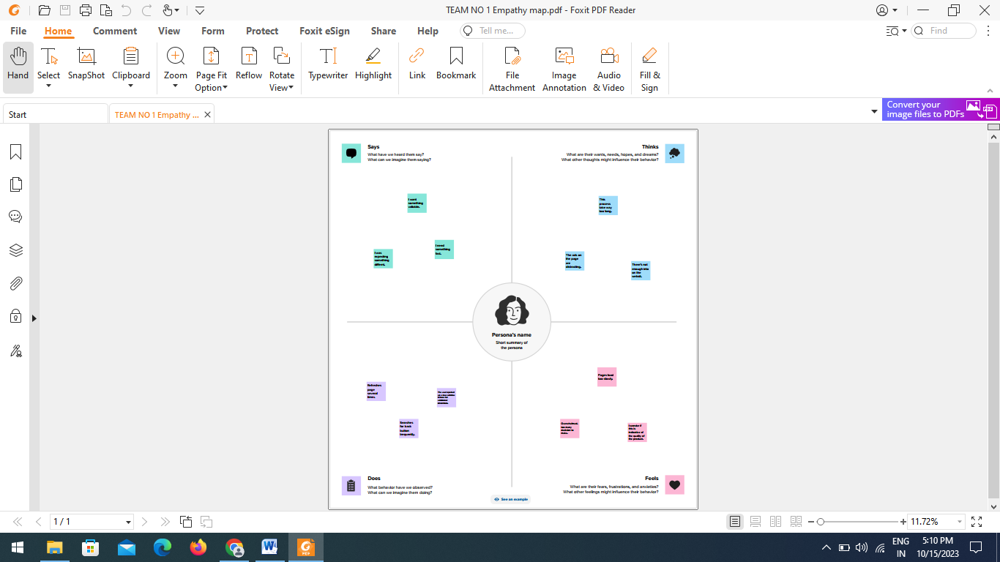 TEAM NO 1 Empathy map.pdf - Foxit PDF Reader
File Home Comment View Form Protect Foxit eSign Share Help Tell me... Find
Hand Select SnapShot Clipboard Zoom Page Fit Option Reflow Rotate View Typewriter Highlight Link Bookmark File Attachment Image Annotation Audio & Video Fill & Sign
Start TEAM NO 1 Empathy ...
Convert your
image files to PDFs
Says
What have we heard them say?
What can we imagine them saying?
Thinks
What are their wants, needs, hopes, and dreams?
What other thoughts might influence their behavior?
I want
something
reliable.
I was
expecting
something
different.
I need
something
fast.
This
process
take way
too long.
The ads on
the page
are
distracting.
There's not
enough info
on the
Persona's name
Short summary of
the persona
Refreshes
page
several
times.
Searches
for back
button
frequently.
Pages load
too slowly.
Overwhelmed.
too many
decision to
make.
I wonder if
this is
indicative of
the quality of
the product.
Does
What behavior have we observed?
What can we imagine them doing?
Feels
What are their fears, frustrations, and anxieties?
What other feelings might influence their behavior?
See an example
1 / 1
11.72%
ENG
IN
5:10 PM
10/15/2023